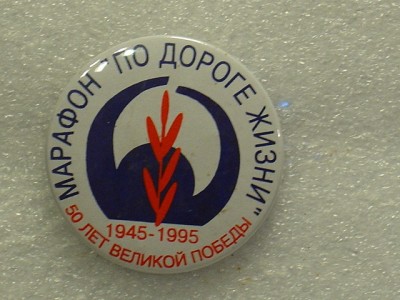 МАРАФОН "ПО ДОРОГЕ ЖИЗНИ"
1945-1995
50 ЛЕТ ВЕЛИКОЙ ПОБЕДЫ